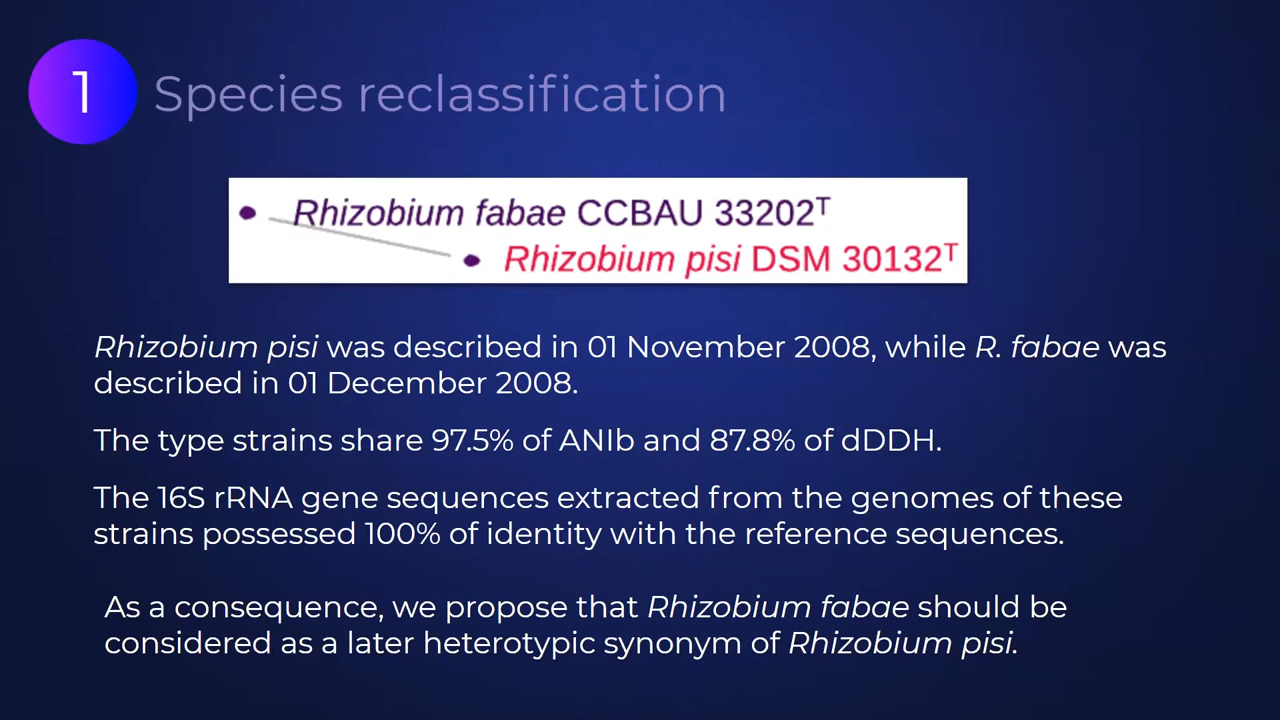 1
Species reclassification
Rhizobium fabae CCBAU 33202ᵀ
Rhizobium pisi DSM 30132ᵀ
Rhizobium pisi was described in 01 November 2008, while R. fabae was
described in 01 December 2008.
The type strains share 97.5% of ANIb and 87.8% of dDDH.
The 16S rRNA gene sequences extracted from the genomes of these
strains possessed 100% of identity with the reference sequences.
As a consequence, we propose that Rhizobium fabae should be
considered as a later heterotypic synonym of Rhizobium pisi.